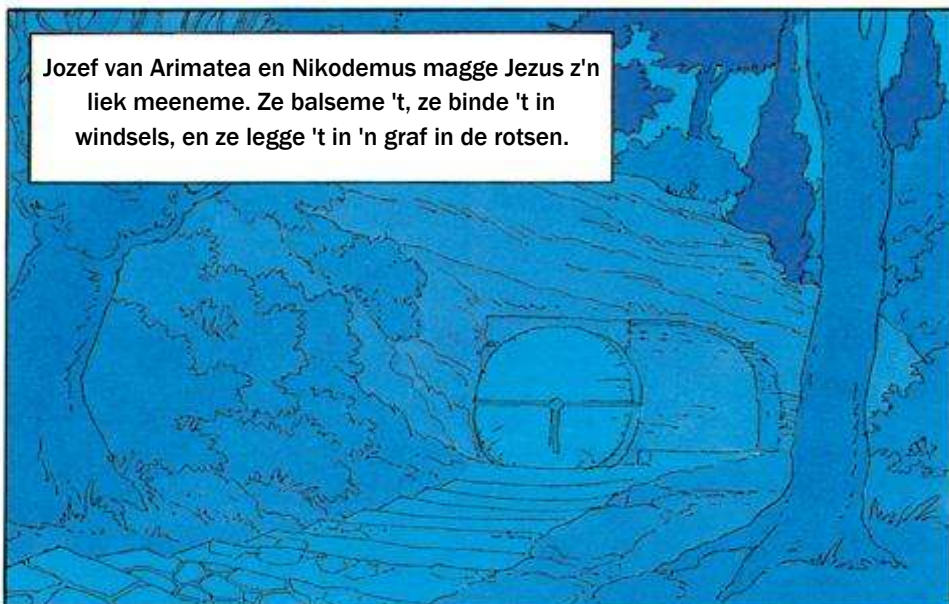 Jozef van Arimatea en Nikodemus magge Jezus z'n
liek meeneme. Ze balseme 't, ze binde 't in
windsels, en ze legge 't in 'n graf in de rotsen.